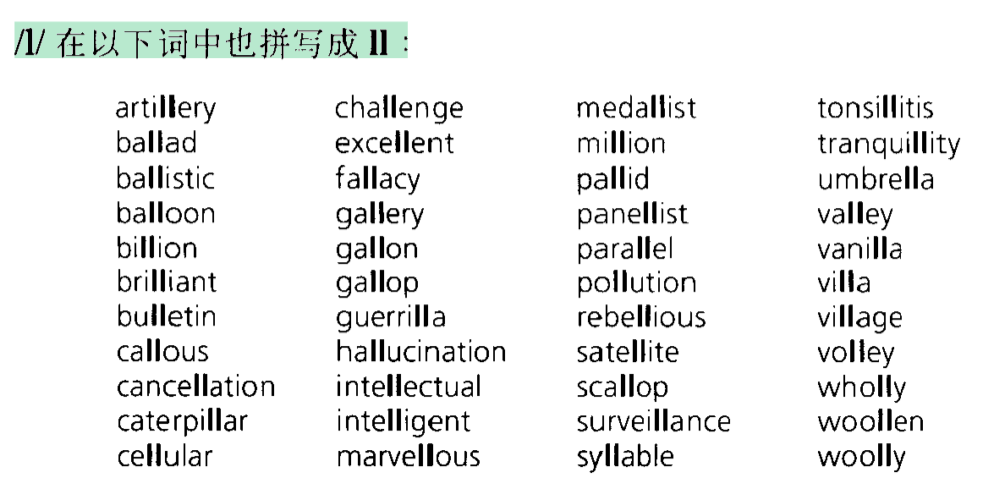 /l/ 在以下词中也拼写成 ll：
artillery challenge medallist tonsillitis
ballad excellent million tranquillity
ballistic fallacy pallid umbrella
balloon gallery panellist valley
billion gallon parallel vanilla
brilliant gallop pollution villa
bulletin guerrilla rebellious village
callous hallucination satellite volley
cancellation intellectual scallop wholly
caterpillar intelligent surveillance woollen
cellular marvellous syllable woolly